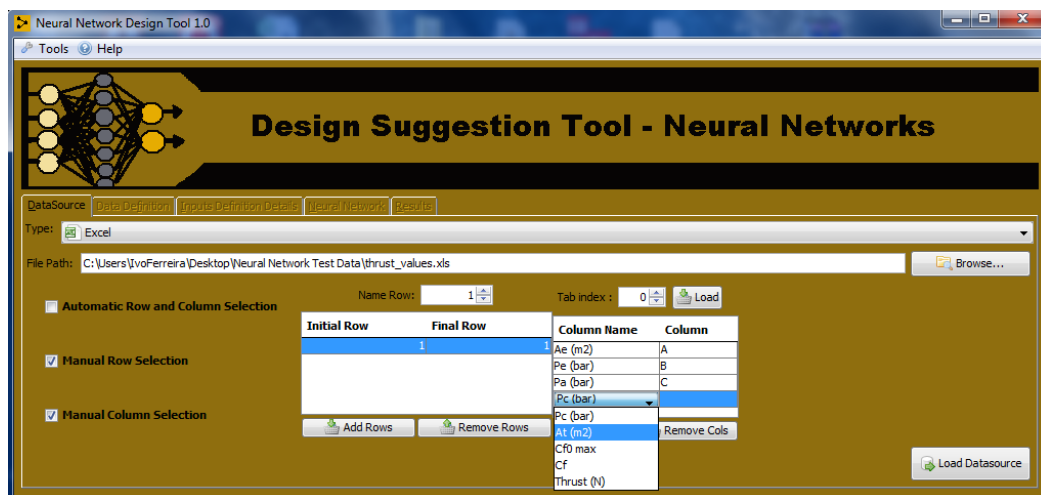 Neural Network Design Tool 1.0
Tools Help
Design Suggestion Tool - Neural Networks
DataSource Data Definition Inputs Definition Details Neural Network Results
Type: Excel
File Path: C:\Users\IvoFerreira\Desktop\Neural Network Test Data\thrust_values.xls Browse...
Automatic Row and Column Selection
Name Row: 1
Tab index : 0 Load
Initial Row Final Row
1 1
Column Name Column
Ae (m2) A
Pe (bar) B
Pa (bar) C
Pc (bar)
Manual Row Selection
Manual Column Selection
Pc (bar)
At (m2)
Cf0 max
Cf
Thrust (N)
Add Rows Remove Rows
Remove Cols
Load Datasource